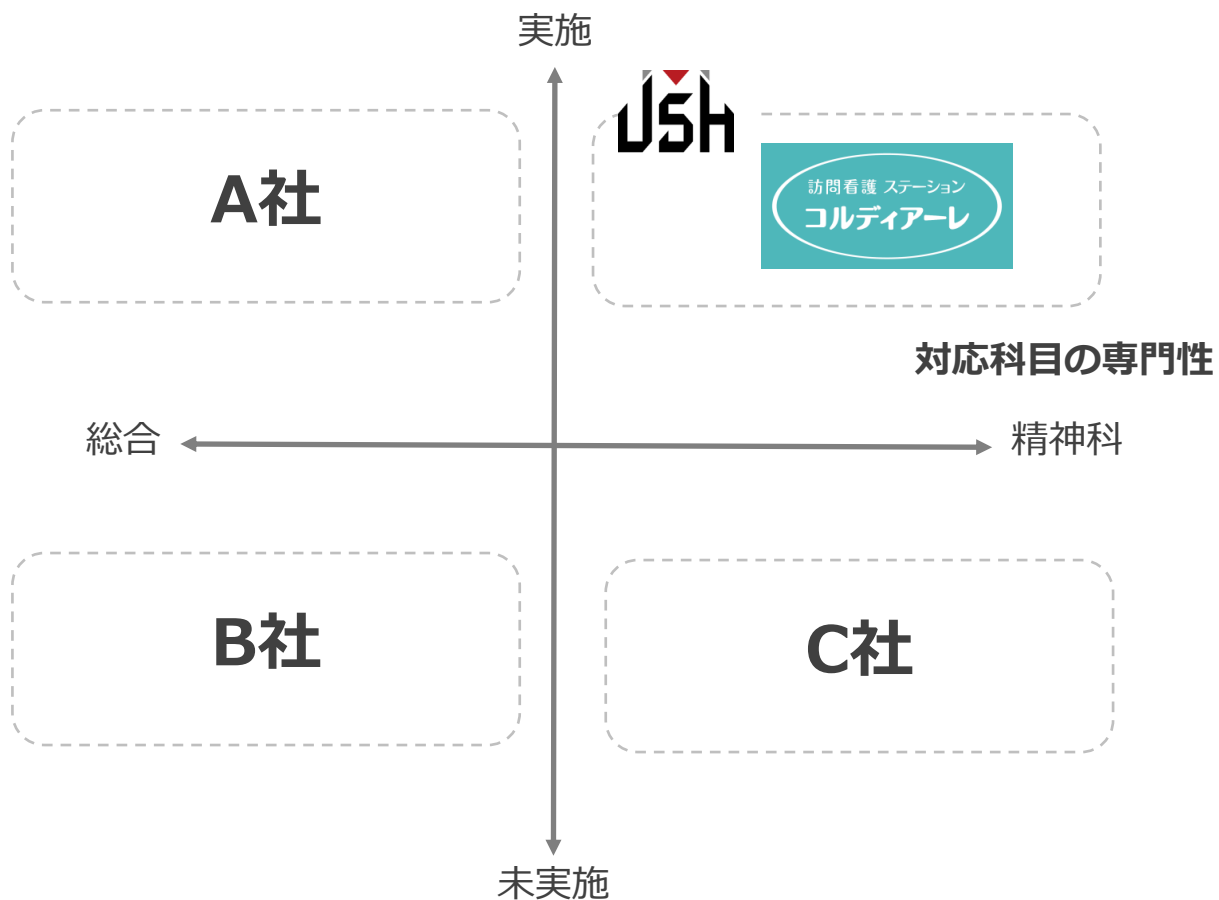 実施
A社
JSH
訪問看護 ステーション
コルディアーレ
対応科目の専門性
総合
精神科
B社
C社
未実施